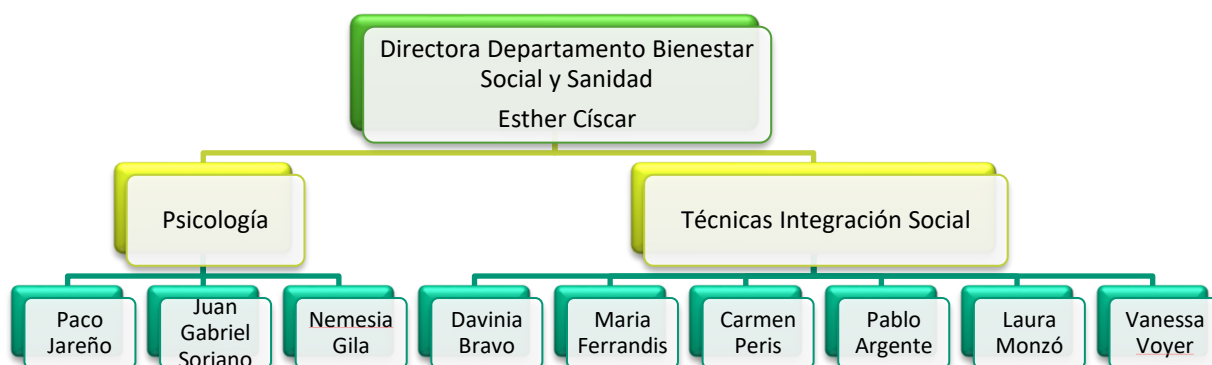 Directora Departamento Bienestar
Social y Sanidad
Esther Císcar
Psicología
Técnicas Integración Social
Paco
Jareño
Juan
Gabriel
Soriano
Nemesia
Gila
Davinia
Bravo
Maria
Ferrandis
Carmen
Peris
Pablo
Argente
Laura
Monzó
Vanessa
Voyer